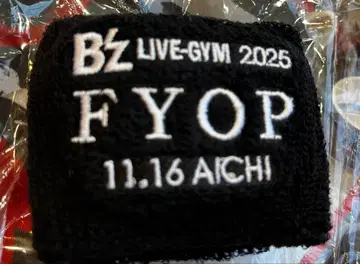 B'z LIVE-GYM 2025
FYOP
11.16 AICHI